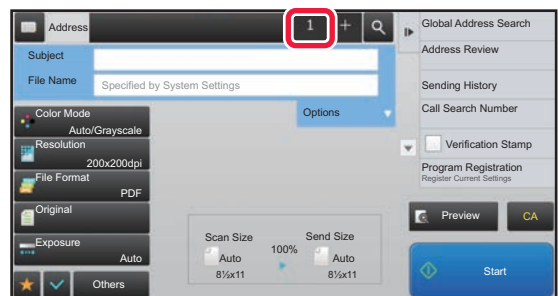 Address
1
Subject
File Name
Specified by System Settings
Options
Color Mode
Auto/Grayscale
Resolution
200x200dpi
File Format
PDF
Original
Exposure
Auto
Others
Scan Size
Auto
8½x11
100%
Send Size
Auto
8½x11
Global Address Search
Address Review
Sending History
Call Search Number
Verification Stamp
Program Registration
Register Current Settings
Preview
CA
Start